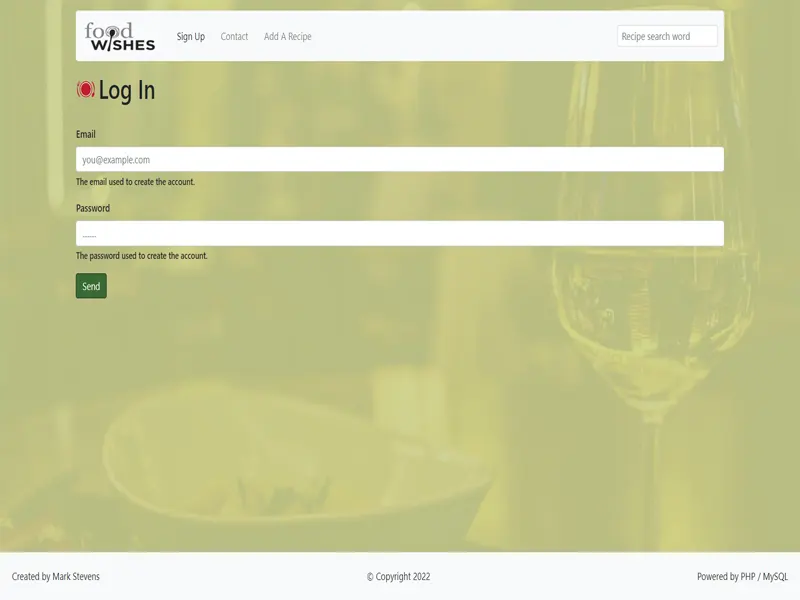 food
WISHES
Sign Up
Contact
Add A Recipe
Recipe search word
Log In
Email
you@example.com
The email used to create the account.
Password
.......
The password used to create the account.
Send
Created by Mark Stevens
© Copyright 2022
Powered by PHP / MySQL